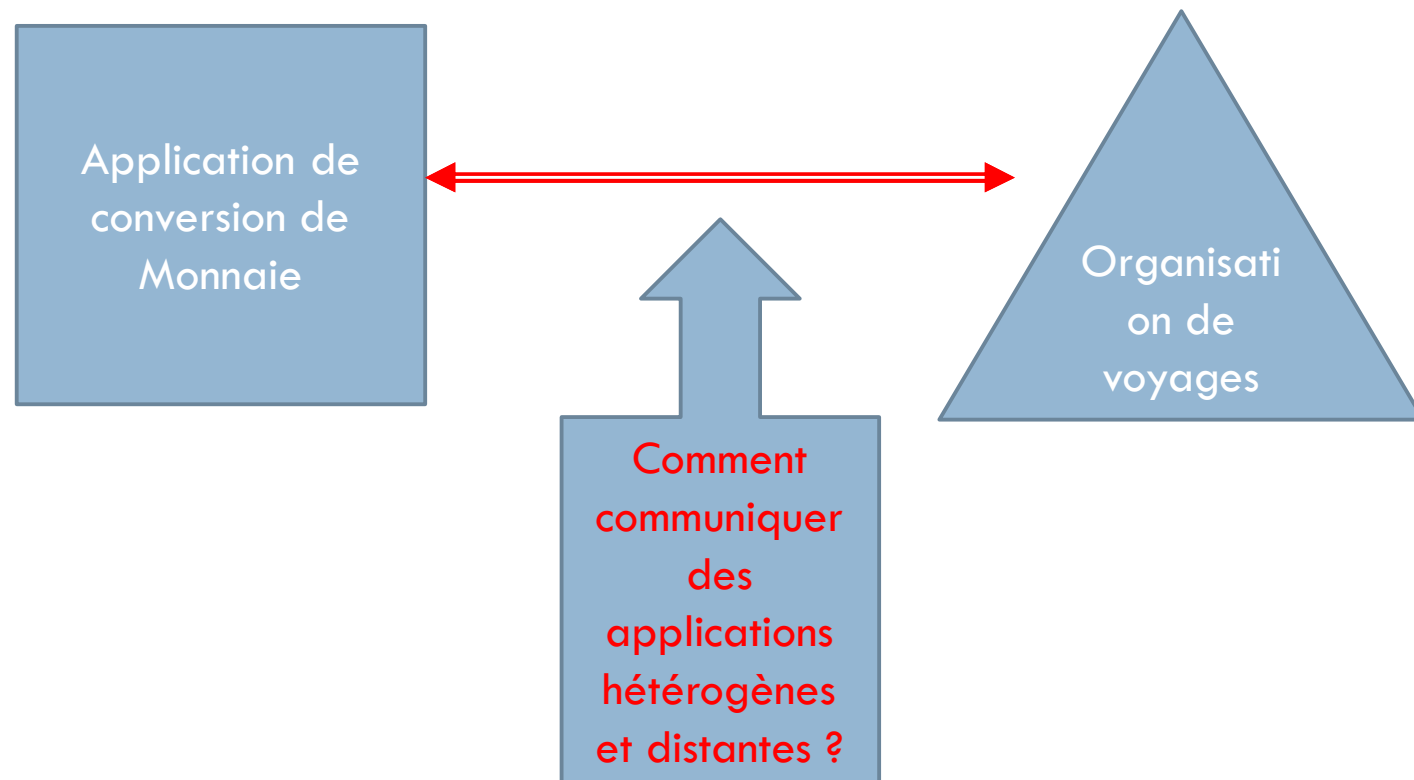 Application de
conversion de
Monnaie
Organisati
on de
voyages
Comment
communiquer
des
applications
hétérogènes
et distantes ?